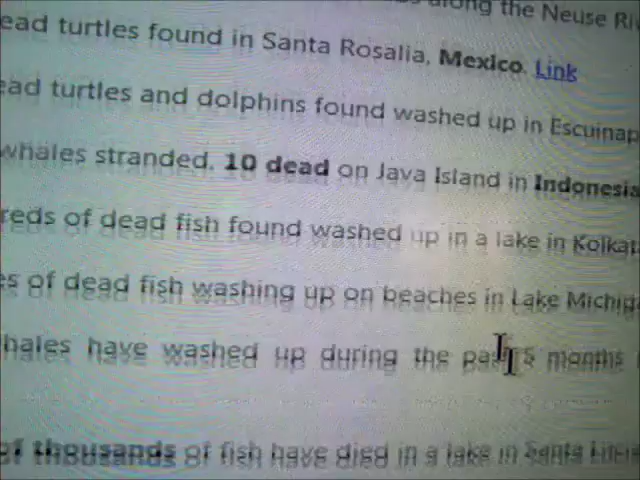 along the Neuse Riv
ead turtles found in Santa Rosalia, Mexico. Link
ead turtles and dolphins found washed up in Escuinap
whales stranded, 10 dead on Java Island in Indonesia
reds of dead fish found washed up in a lake in Kolkat
es of dead fish washing up on beaches in Lake Michiga
hales have washed up during the past 5 months
of thousands of fish have died in a lake in Santa